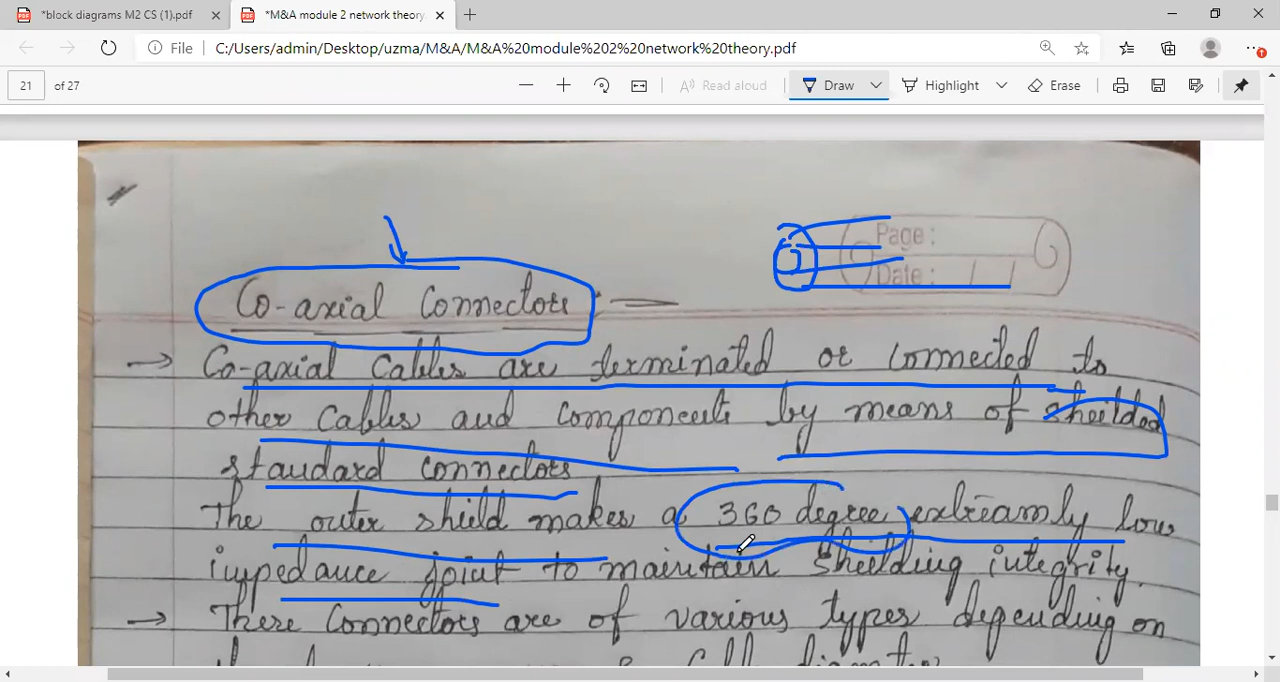 *block diagrams M2 CS (1).pdf
*M&A module 2 network theory.
File
C:/Users/admin/Desktop/uzma/M&A/M&A%20module%202%20network%20theory.pdf
21 of 27
Read aloud
Draw
Highlight
Erase
Page :
Date : / /
Co-axial Connectors :
→ Co-axial Cables are terminated or connected to
other cables and components by means of sheilded
standard connectors
The outer shield makes a 360 degree extreamly low
impedance joint to maintain sheilding integrity.
→ These Connectors are of various types depending on